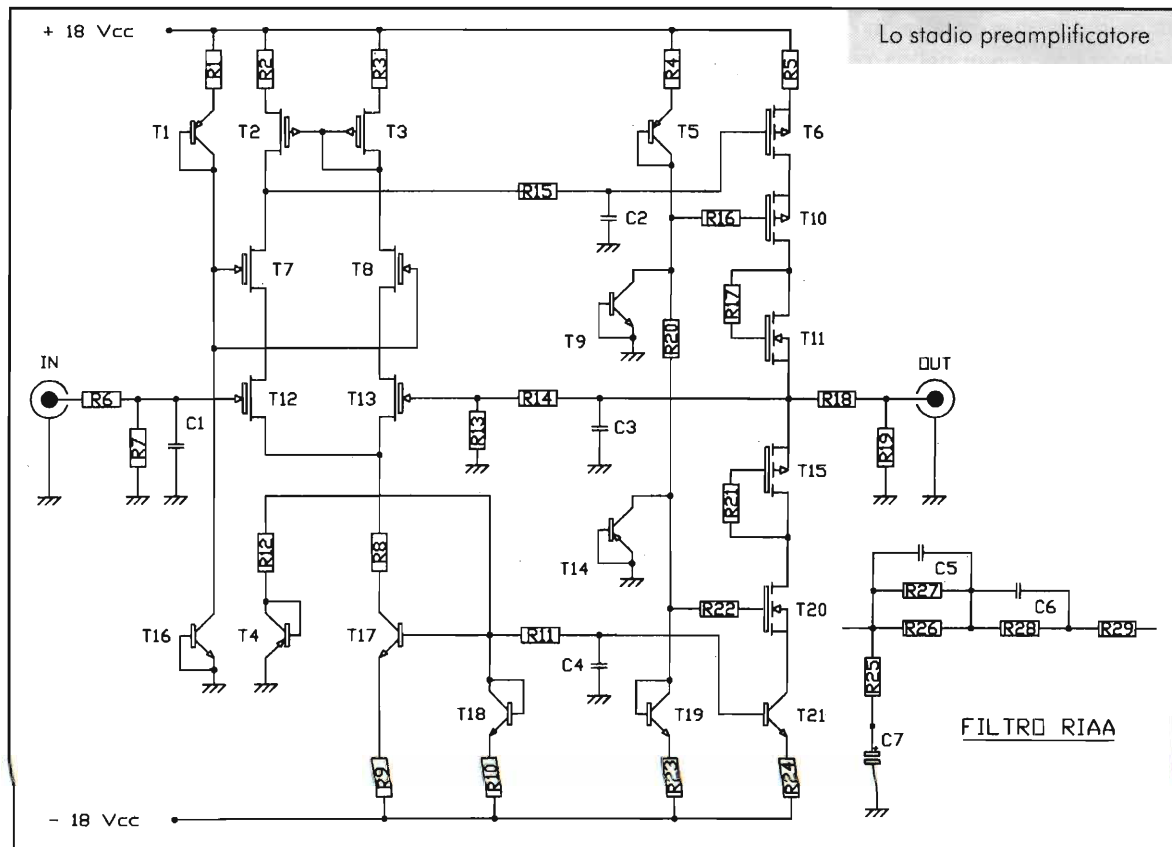 Lo stadio preamplificatore
+ 18 Vcc
R1
R2
R3
R4
R5
T1
T2
T3
T5
T6
R15
C2
R16
T10
T7
T8
T9
R20
R17
T11
IN
R6
R7
C1
T12
T13
R13
R14
C3
R18
OUT
R19
R12
R8
T14
R21
T15
T16
T4
T17
R11
C4
R22
T20
T18
T19
T21
R9
R10
R23
R24
- 18 Vcc
C5
R27
C6
R26
R28
R29
R25
C7
FILTRO RIAA